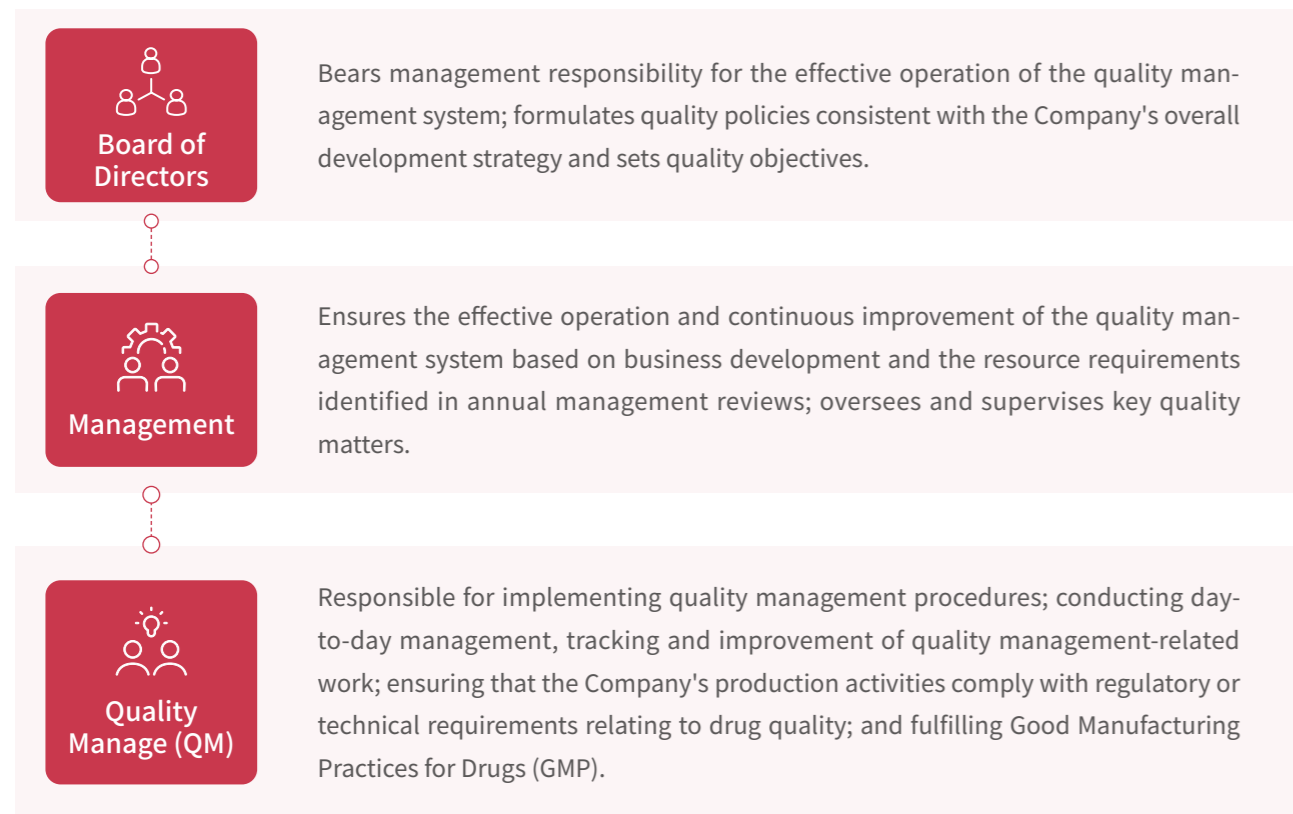 Board of
Directors
Bears management responsibility for the effective operation of the quality man-
agement system; formulates quality policies consistent with the Company's overall
development strategy and sets quality objectives.
Management
Ensures the effective operation and continuous improvement of the quality man-
agement system based on business development and the resource requirements
identified in annual management reviews; oversees and supervises key quality
matters.
Quality
Manage (QM)
Responsible for implementing quality management procedures; conducting day-
to-day management, tracking and improvement of quality management-related
work; ensuring that the Company's production activities comply with regulatory or
technical requirements relating to drug quality; and fulfilling Good Manufacturing
Practices for Drugs (GMP).